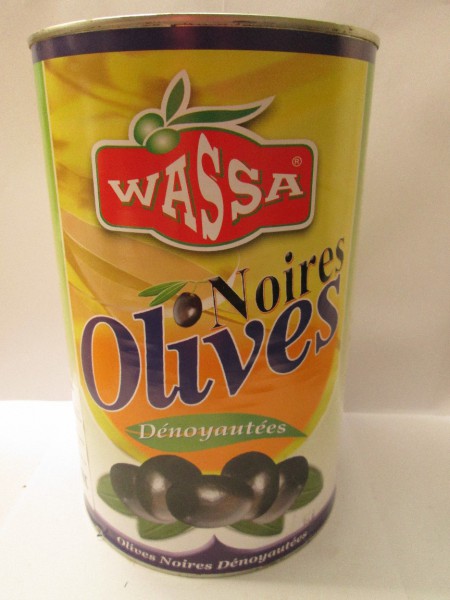 WASSA®
Noires
Olives
Dénoyautées
Olives Noires Dénoyautées